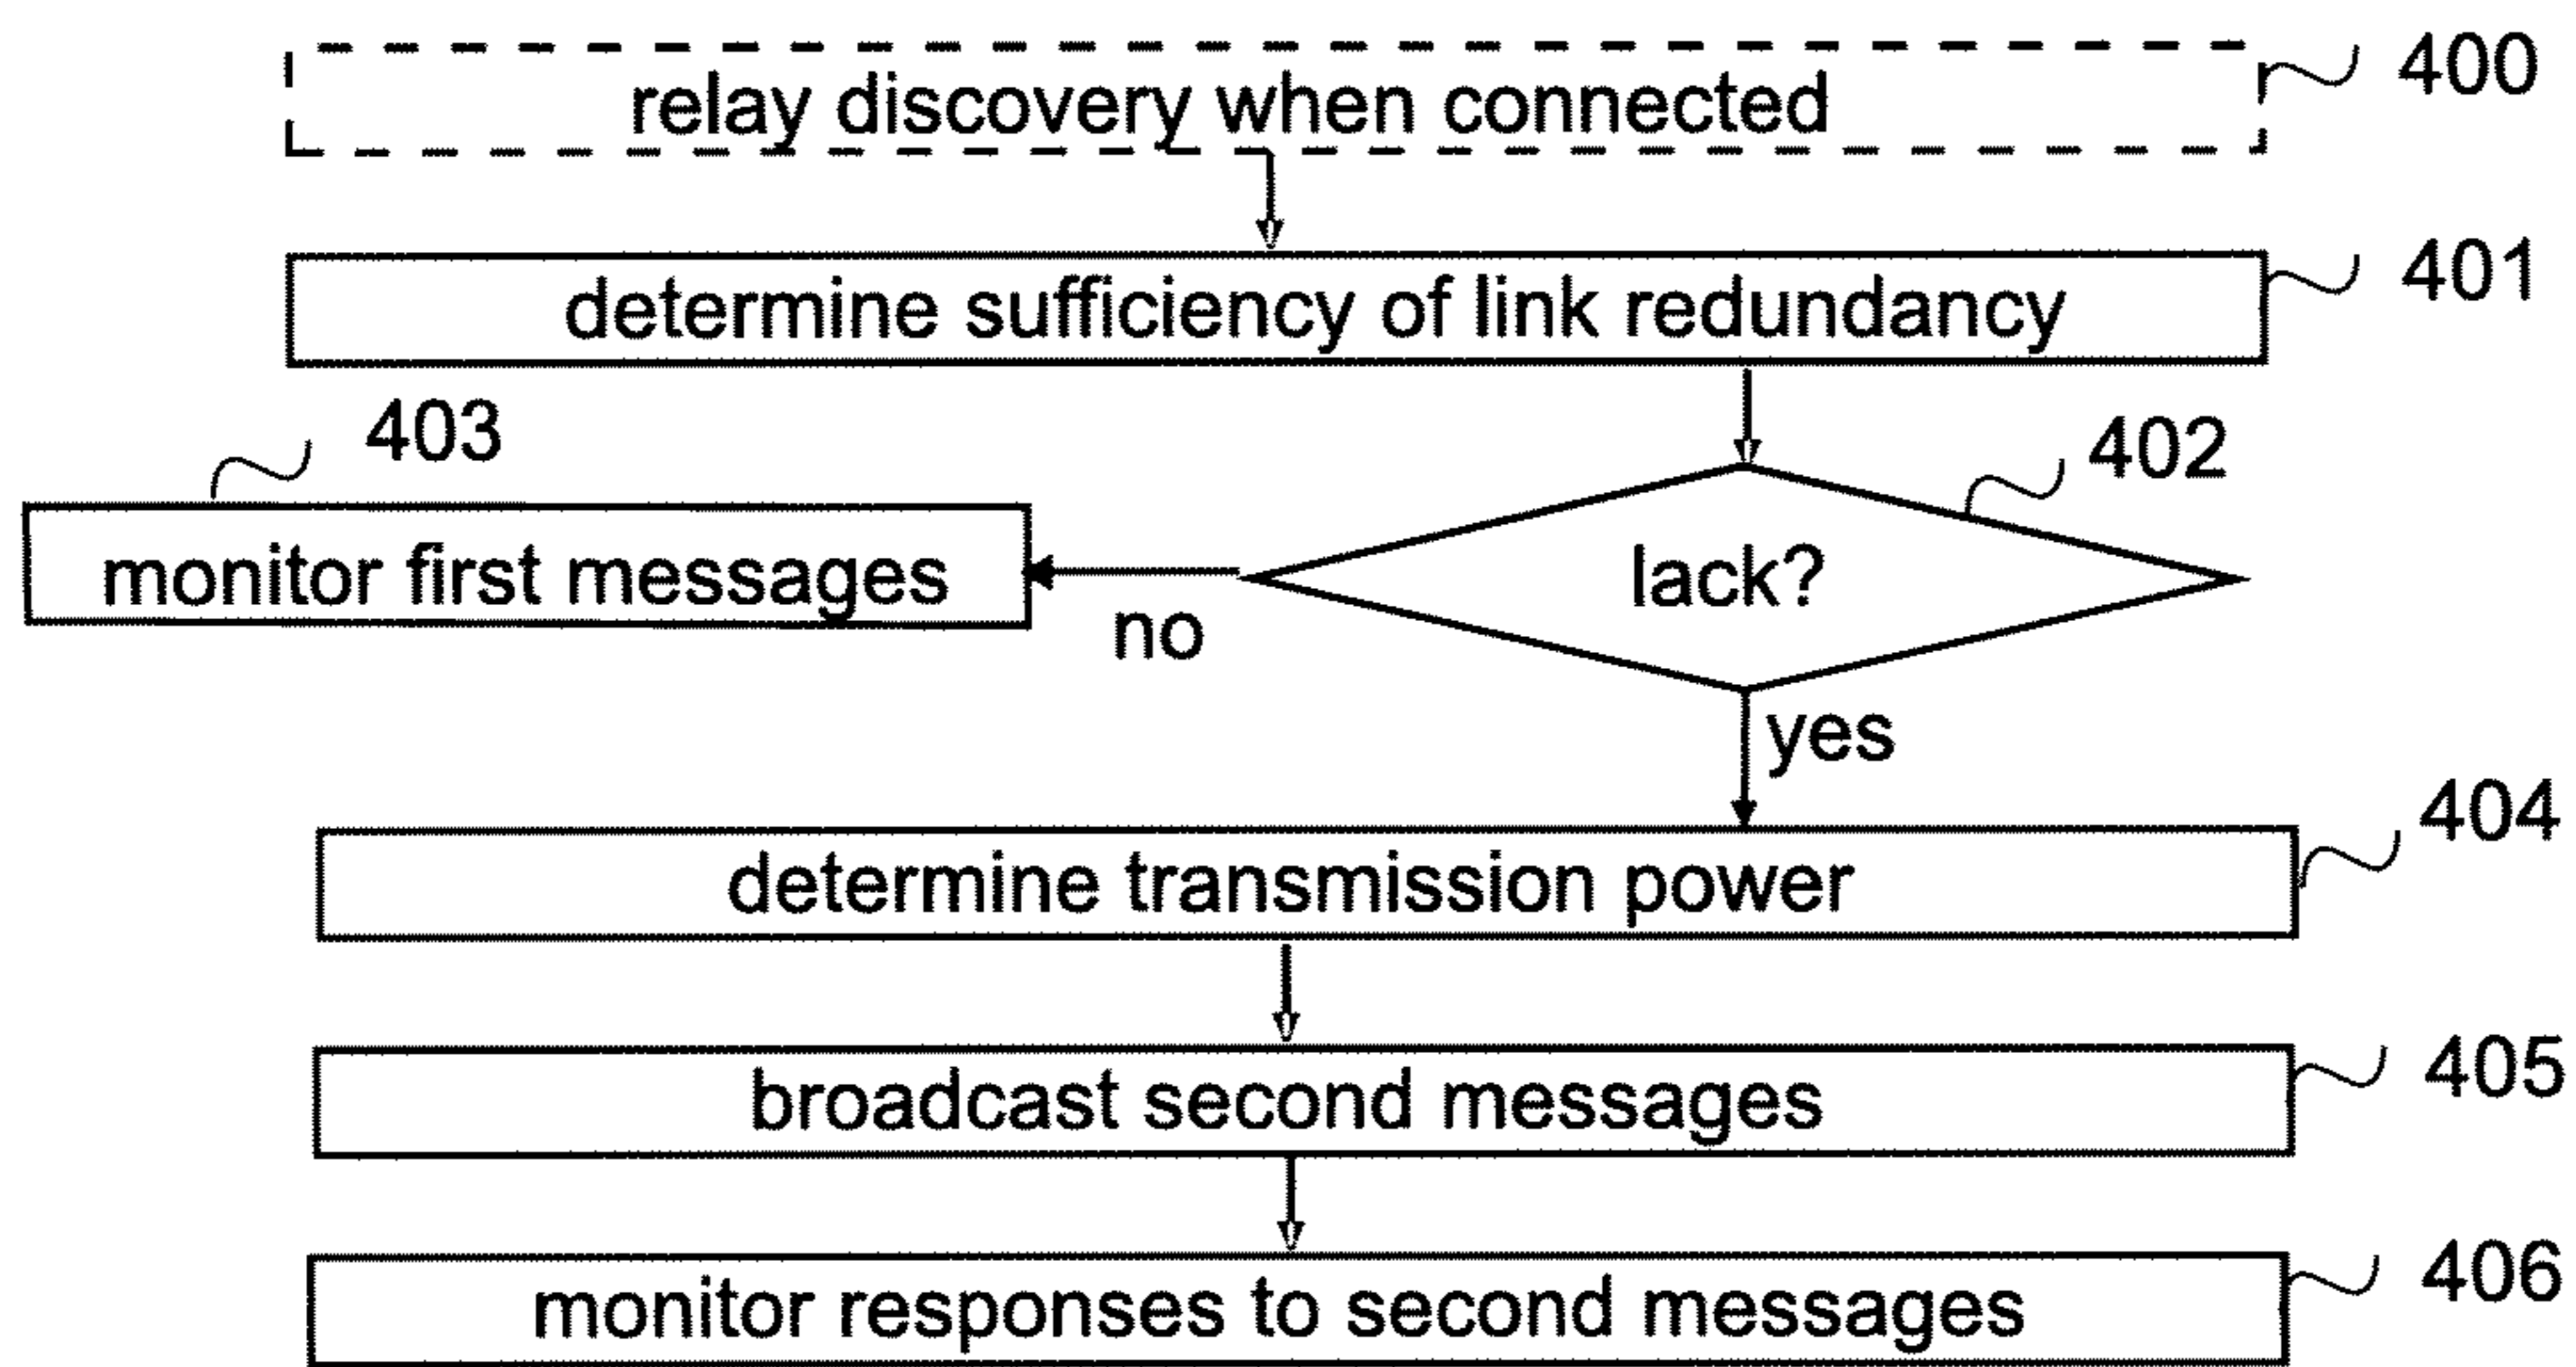 relay discovery when connected 400
determine sufficiency of link redundancy 401
403
402
monitor first messages
lack?
no
yes
404
determine transmission power
broadcast second messages 405
monitor responses to second messages 406